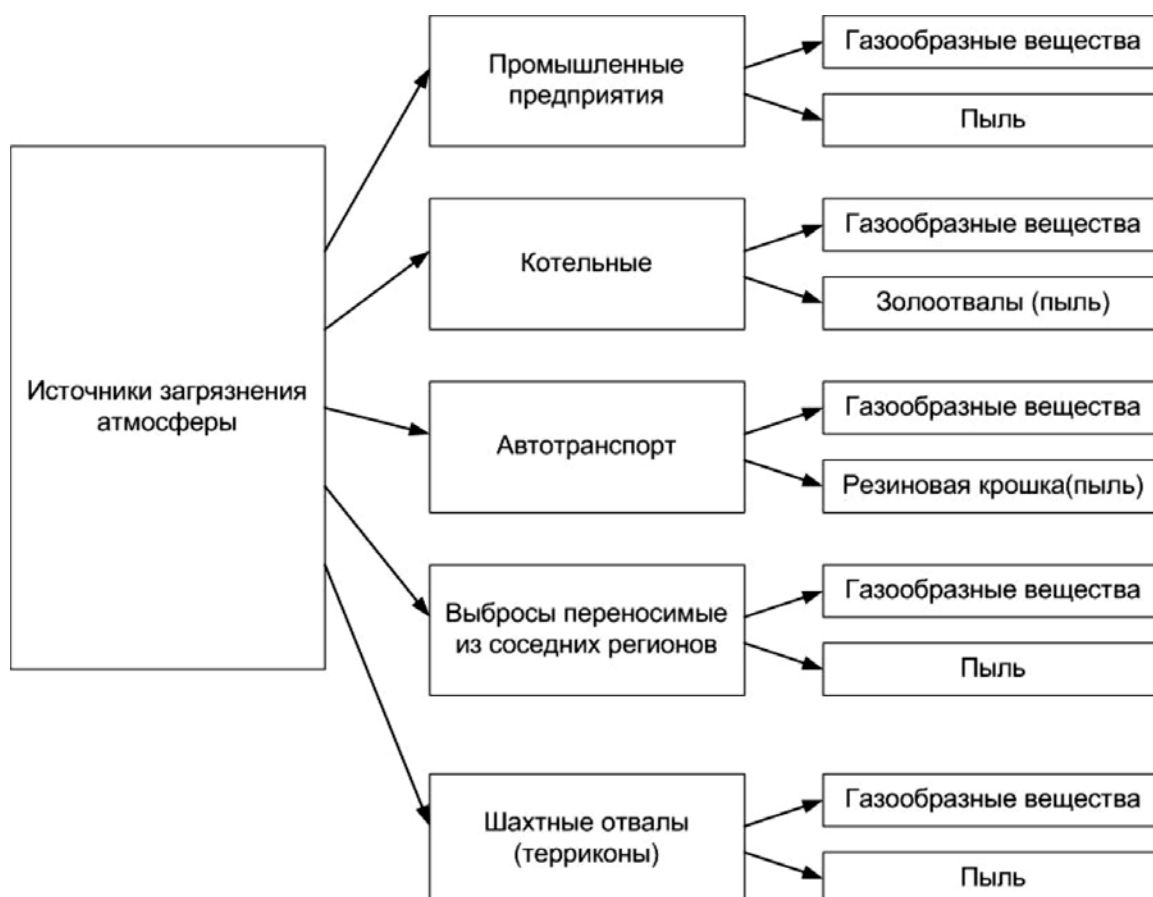 Источники загрязнения
атмосферы
Промышленные
предприятия
Газообразные вещества
Пыль
Котельные
Газообразные вещества
Золоотвалы (пыль)
Автотранспорт
Газообразные вещества
Резиновая крошка(пыль)
Выбросы переносимые
из соседних регионов
Газообразные вещества
Пыль
Шахтные отвалы
(терриконы)
Газообразные вещества
Пыль